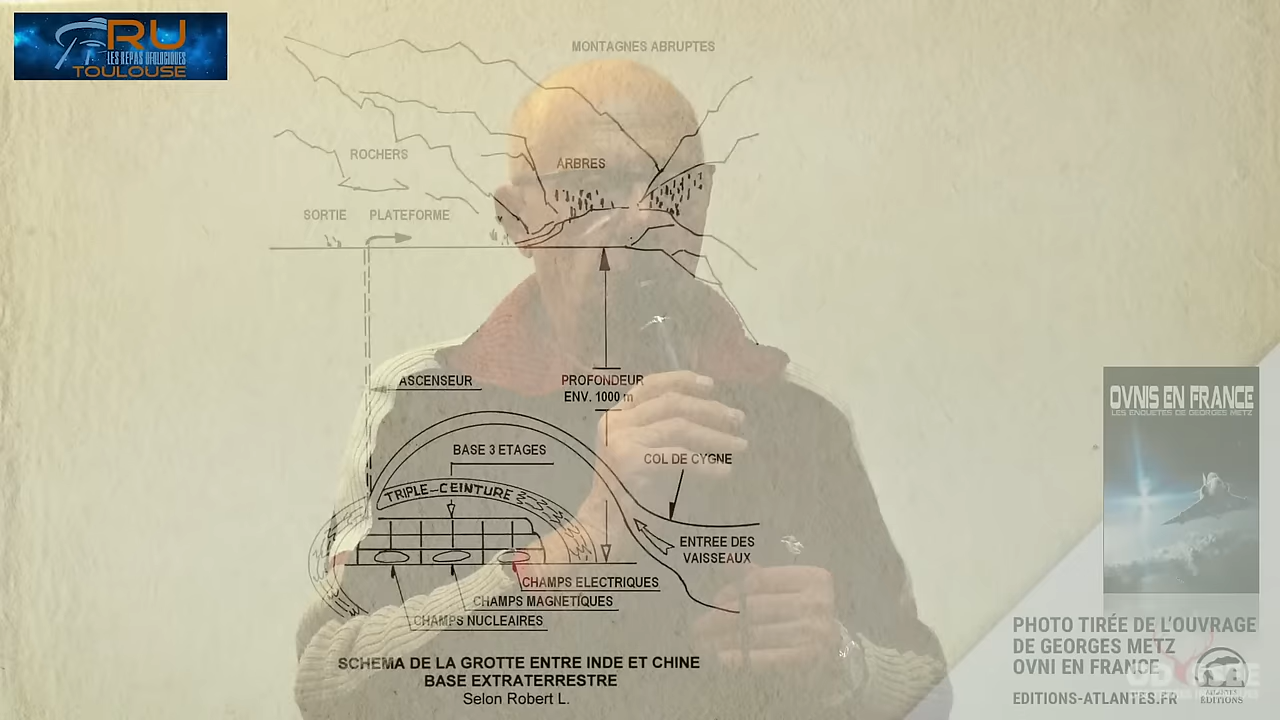 RU
LES REPAS UFOLOGIQUES
TOULOUSE
MONTAGNES ABRUPTES
ROCHERS
ARBRES
SORTIE
PLATEFORME
ASCENSEUR
PROFONDEUR
ENV. 1000 m
BASE 3 ETAGES
COL DE CYGNE
TRIPLE-CEINTURE
ENTREE DES
VAISSEAUX
CHAMPS ELECTRIQUES
CHAMPS MAGNETIQUES
CHAMPS NUCLEAIRES
SCHEMA DE LA GROTTE ENTRE INDE ET CHINE
BASE EXTRATERRESTRE
Selon Robert L.
OVNIS EN FRANCE
LES ENQUETES DE GEORGES METZ
PHOTO TIRÉE DE L'OUVRAGE
DE GEORGES METZ
OVNI EN FRANCE
EDITIONS-ATLANTES.FR
ATLANTES
EDITIONS